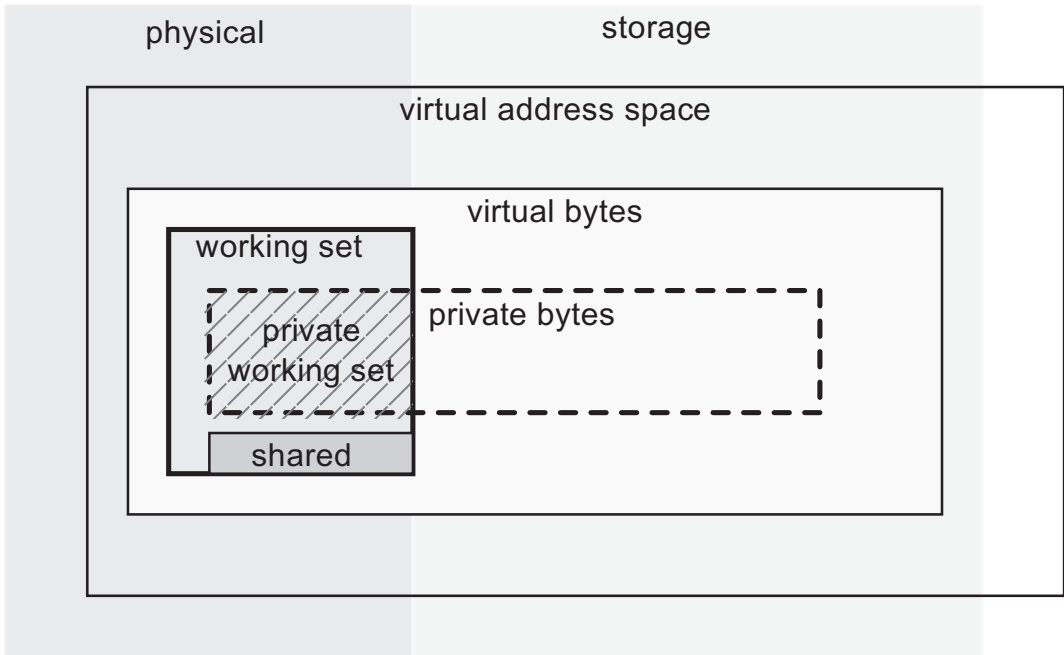 physical
storage
virtual address space
virtual bytes
working set
private bytes
private
working set
shared